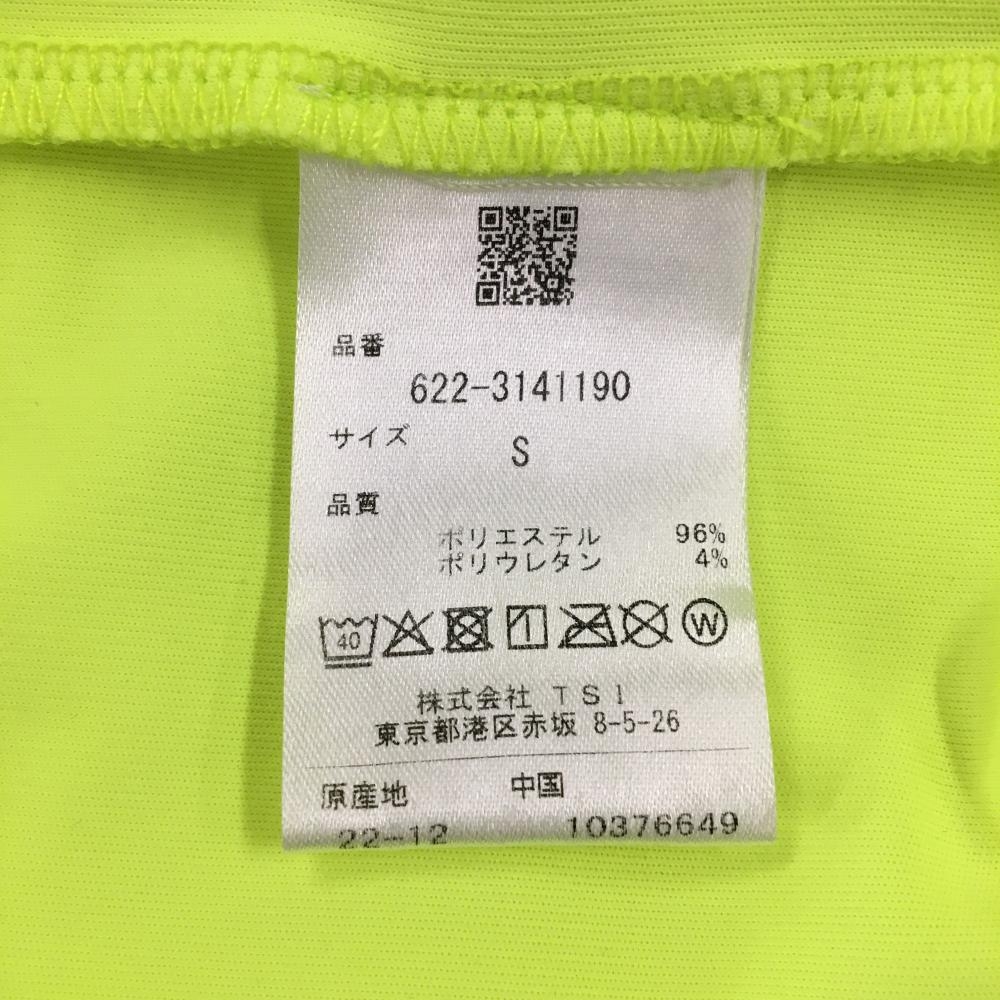 品番
622-3141190
サイズ
S
品質
ポリエステル 96%
ポリウレタン 4%
40 W
株式会社 TSI
東京都港区赤坂 8-5-26
原産地 中国
22-12 10376649